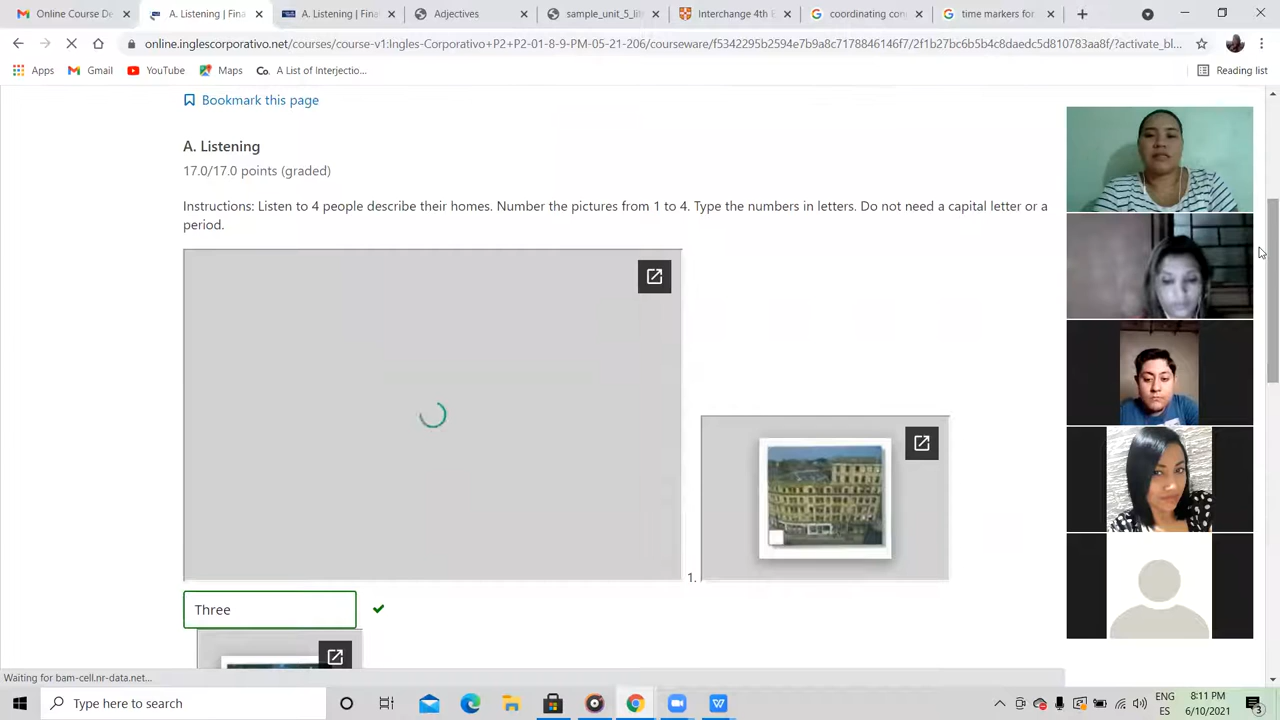 Online Course De
A. Listening | Fina
A. Listening | Fina
Adjectives
sample_unit_5_lit
Interchange 4th E
coordinating con
time markers for
online.inglescorporativo.net/courses/course-v1:Ingles-Corporativo+P2+P2-M-8-9-PM-05-21-206/courseware/f5342295b2594e7b9a8c7178846146f7/2f1b27bc6b5b4c8daedc5d810783aa8f/?activate_bl...
Apps
Gmail
YouTube
Maps
Co.
A List of Interjectio...
Reading list
Bookmark this page
A. Listening
17.0/17.0 points (graded)
Instructions: Listen to 4 people describe their homes. Number the pictures from 1 to 4. Type the numbers in letters. Do not need a capital letter or a
period.
1.
Three
Waiting for bam-cell.nr-data.net...
Type here to search
ENG
ES
8:11 PM
6/10/2021
3